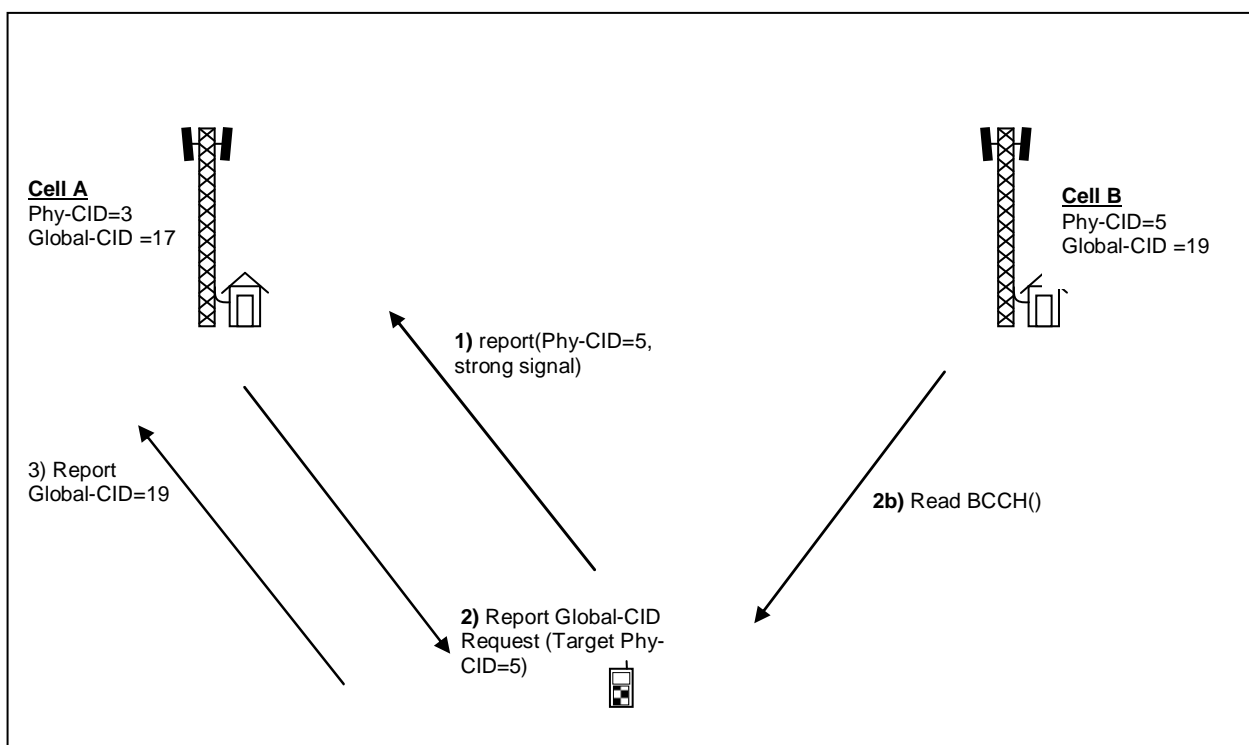 Cell A
Phy-CID=3
Global-CID =17
Cell B
Phy-CID=5
Global-CID =19
1) report(Phy-CID=5,
strong signal)
3) Report
Global-CID=19
2b) Read BCCH()
2) Report Global-CID
Request (Target Phy-
CID=5)